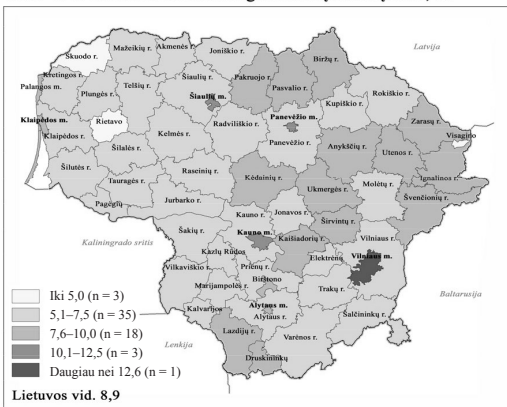 Latvija
Skuodo r.
Mažeikių r.
Akmenės r.
Joniškio r.
Biržų r.
Kretingos r.
Palangos m.
Plungės r.
Telšių r.
Šiaulių r.
Pakruojo r.
Pasvalio r.
Šiaulių m.
Rokiškio r.
Kupiškio r.
Klaipėdos m.
Rietavo
Radviliškio r.
Panevėžio m.
Zarasų r.
Klaipėdos r.
Kelmės r.
Panevėžio r.
Visagino
Šilalės r.
Anykščių r.
Utenos r.
Šilutės r.
Raseinių r.
Kėdainių r.
Ignalinos r.
Tauragės r.
Molėtų r.
Ukmergės r.
Švenčionių r.
Pagėgių
Jurbarko r.
Kauno r.
Jonavos r.
Širvintų r.
Kaliningrado sritis
Šakių r.
Kauno m.
Kaišiadorių r.
Vilniaus r.
Kazlų Rūdos
Elektrėnų
Vilniaus m.
Vilkaviškio r.
Prienų r.
Birštono
Marijampolės r.
Trakų r.
Baltarusija
Kalvarijos
Alytaus m.
Alytaus r.
Šalčininkų r.
Lenkija
Lazdijų r.
Varėnos r.
Druskininkų
Iki 5,0 (n = 3)
5,1–7,5 (n = 35)
7,6–10,0 (n = 18)
10,1–12,5 (n = 3)
Daugiau nei 12,6 (n = 1)
Lietuvos vid. 8,9